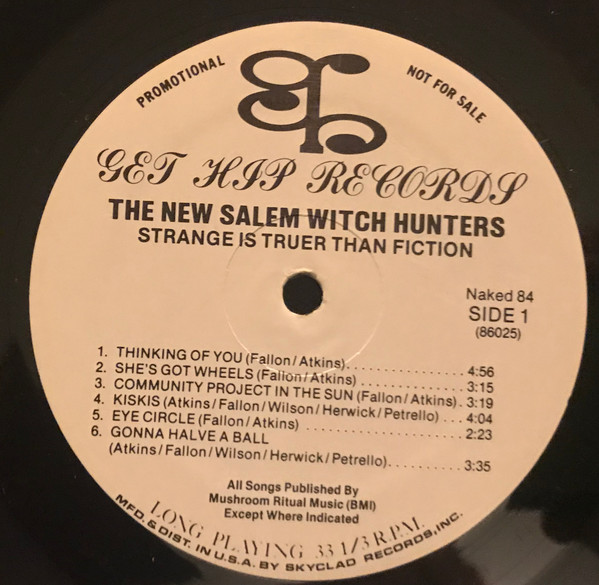 PROMOTIONAL
NOT FOR SALE
GET HIP RECORDS
THE NEW SALEM WITCH HUNTERS
STRANGE IS TRUER THAN FICTION
Naked 84
SIDE 1
(86025)
1. THINKING OF YOU (Fallon/Atkins). . . . . . . . . . . . . . . . 4:56
2. SHE'S GOT WHEELS (Fallon/Atkins) . . . . . . . . . . . . . . 3:15
3. COMMUNITY PROJECT IN THE SUN (Fallon/Atkins). 3:19
4. KISKIS (Atkins/Fallon/Wilson/Herwick/Petrello) . . . 4:04
5. EYE CIRCLE (Fallon/Atkins) . . . . . . . . . . . . . . . . . . . . 2:23
6. GONNA HALVE A BALL
(Atkins/Fallon/Wilson/Herwick/Petrello). . . . . . . . . 3:35
All Songs Published By
Mushroom Ritual Music (BMI)
Except Where Indicated
LONG PLAYING 33 1/3 R.P.M.
MFD. & DIST. IN U.S.A. BY SKYCLAD RECORDS, INC.